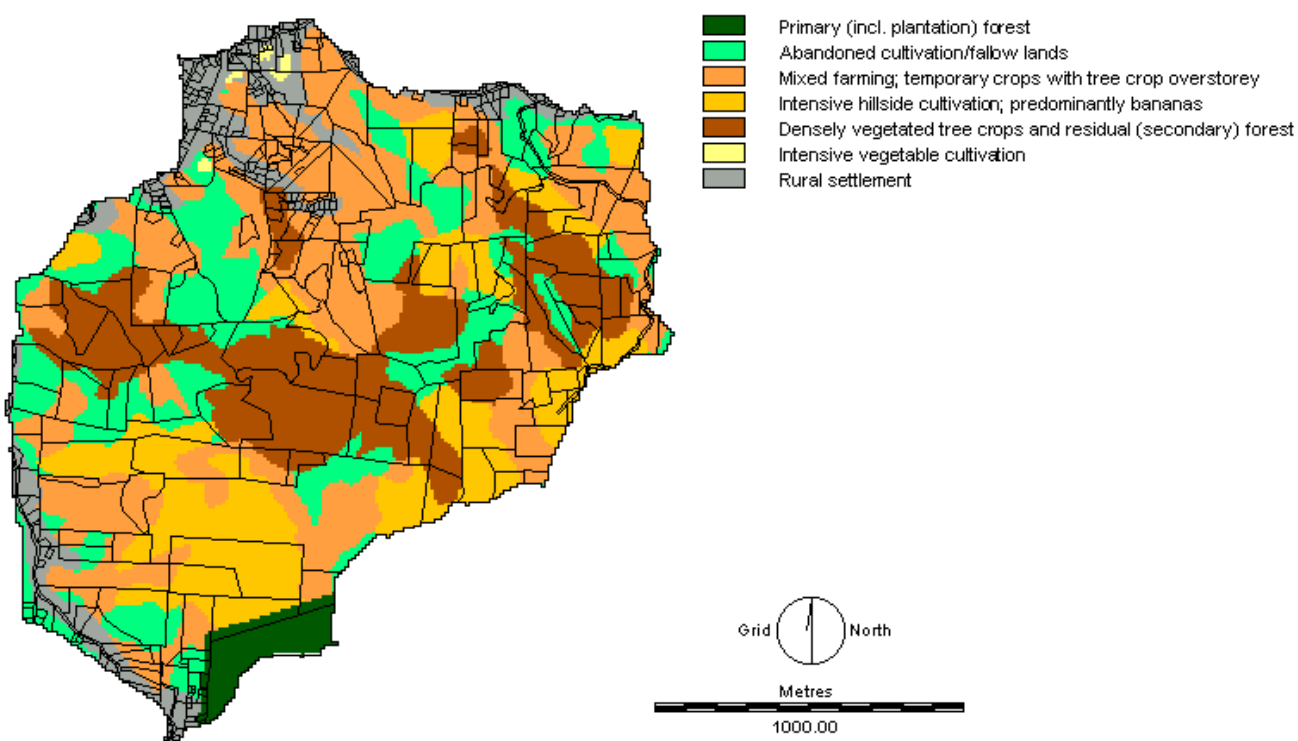 Primary (incl. plantation) forest
Abandoned cultivation/fallow lands
Mixed farming; temporary crops with tree crop overstorey
Intensive hillside cultivation; predominantly bananas
Densely vegetated tree crops and residual (secondary) forest
Intensive vegetable cultivation
Rural settlement
Grid North
Metres
1000.00